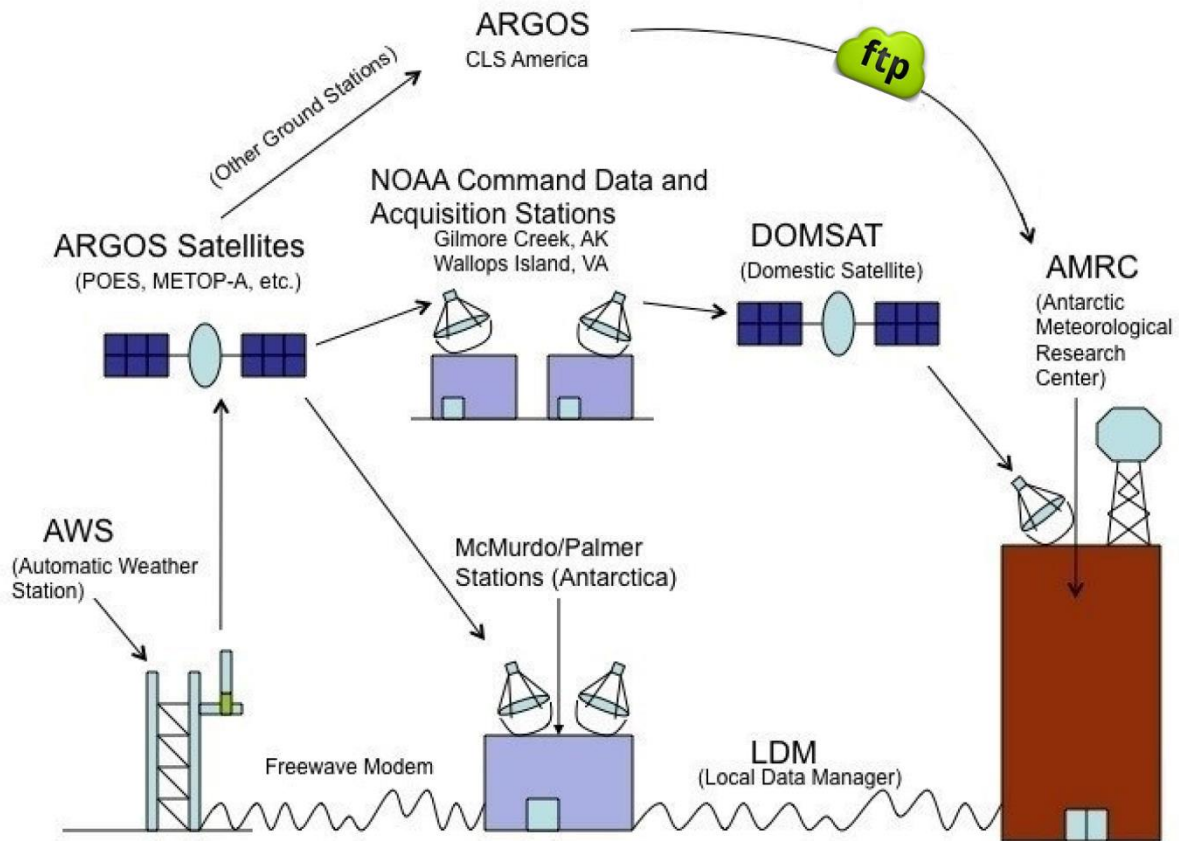 ARGOS
CLS America
ftp
(Other Ground Stations)
NOAA Command Data and
Acquisition Stations
Gilmore Creek, AK
Wallops Island, VA
ARGOS Satellites
(POES, METOP-A, etc.)
DOMSAT
(Domestic Satellite)
AMRC
(Antarctic
Meteorological
Research
Center)
AWS
(Automatic Weather
Station)
McMurdo/Palmer
Stations (Antarctica)
Freewave Modem
LDM
(Local Data Manager)